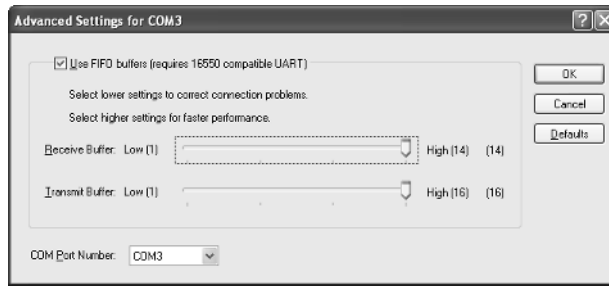 Advanced Settings for COM3
Use FIFO buffers (requires 16550 compatible UART)
OK
Select lower settings to correct connection problems.
Cancel
Select higher settings for faster performance.
Defaults
Receive Buffer: Low (1) High (14) (14)
Transmit Buffer: Low (1) High (16) (16)
COM Port Number: COM3